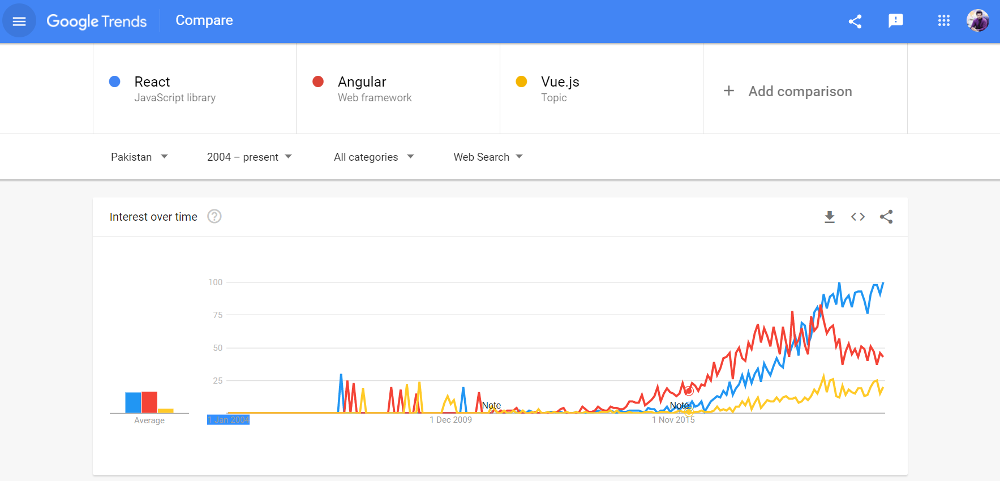 Google Trends
Compare
React
JavaScript library
Angular
Web framework
Vue.js
Topic
+ Add comparison
Pakistan
2004 – present
All categories
Web Search
Interest over time
?
100
75
50
25
Note
Note
Average
1 Jan 2004
1 Dec 2009
1 Nov 2015